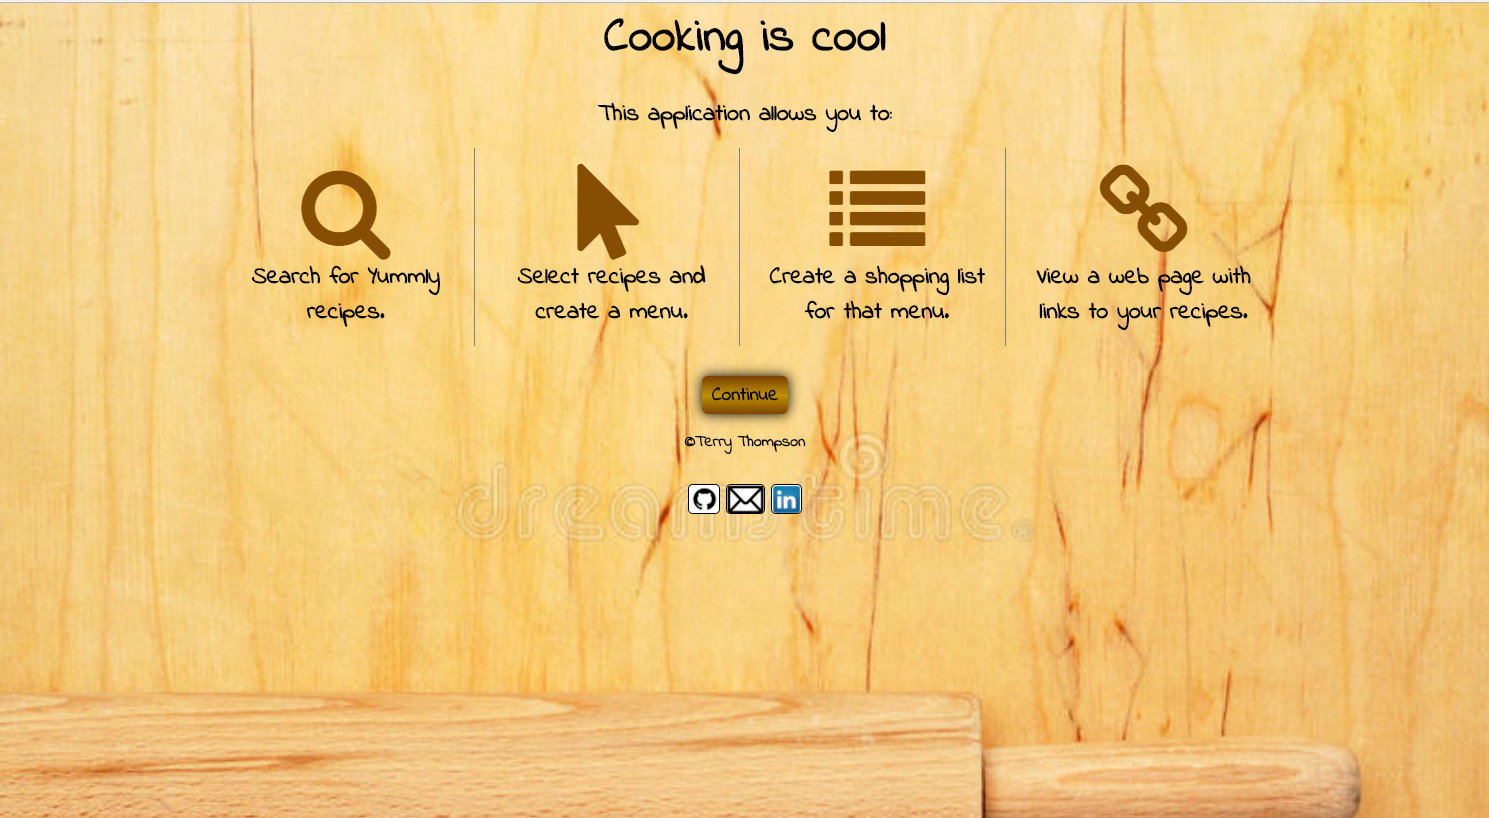 Cooking is cool
This application allows you to:
Search for Yummly
recipes.
Select recipes and
create a menu.
Create a shopping list
for that menu.
View a web page with
links to your recipes.
Continue
©Terry Thompson
in
dreamstime®